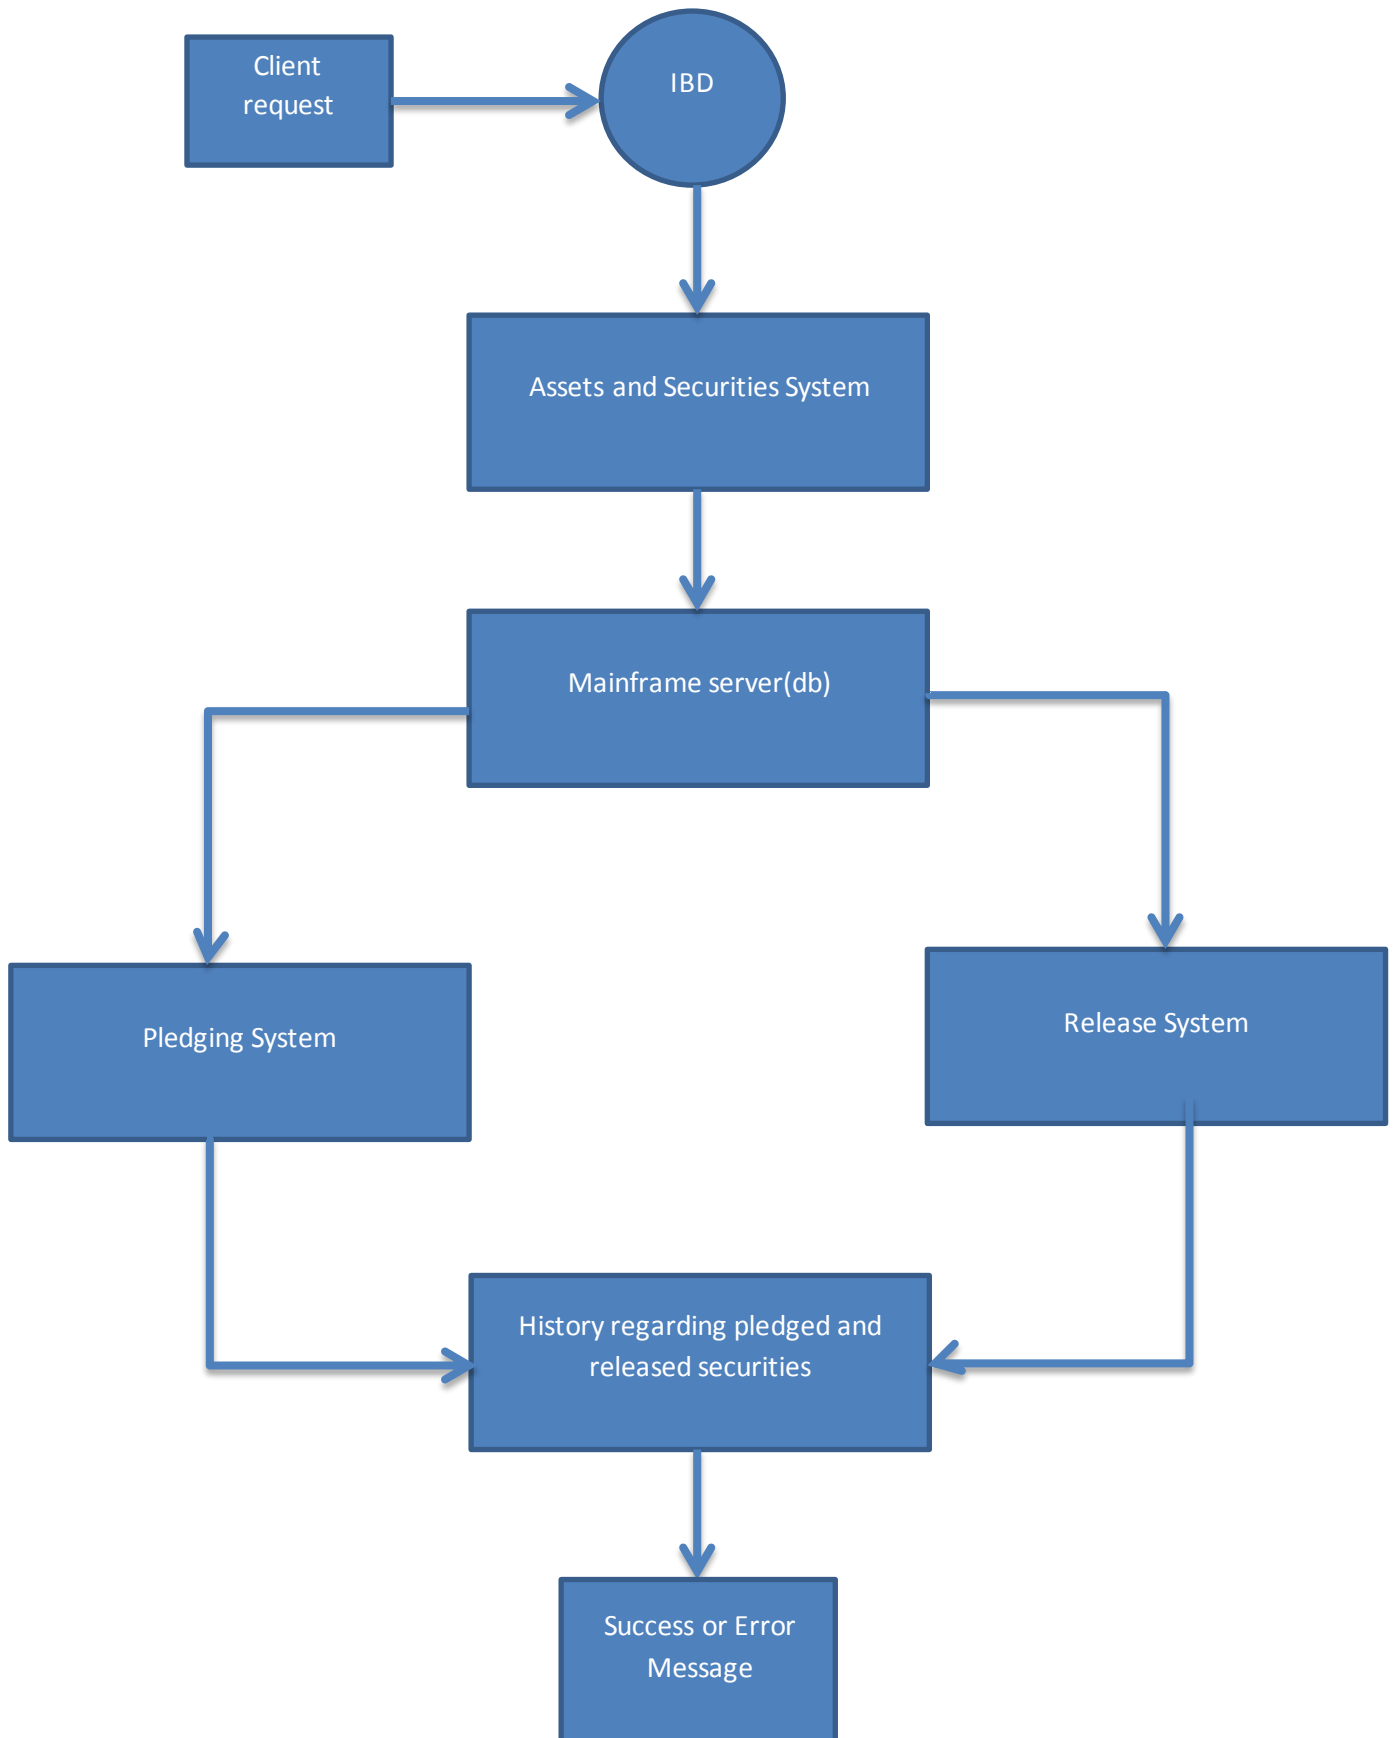 Client
request
IBD
Assets and Securities System
Mainframe server(db)
Pledging System
Release System
History regarding pledged and
released securities
Success or Error
Message